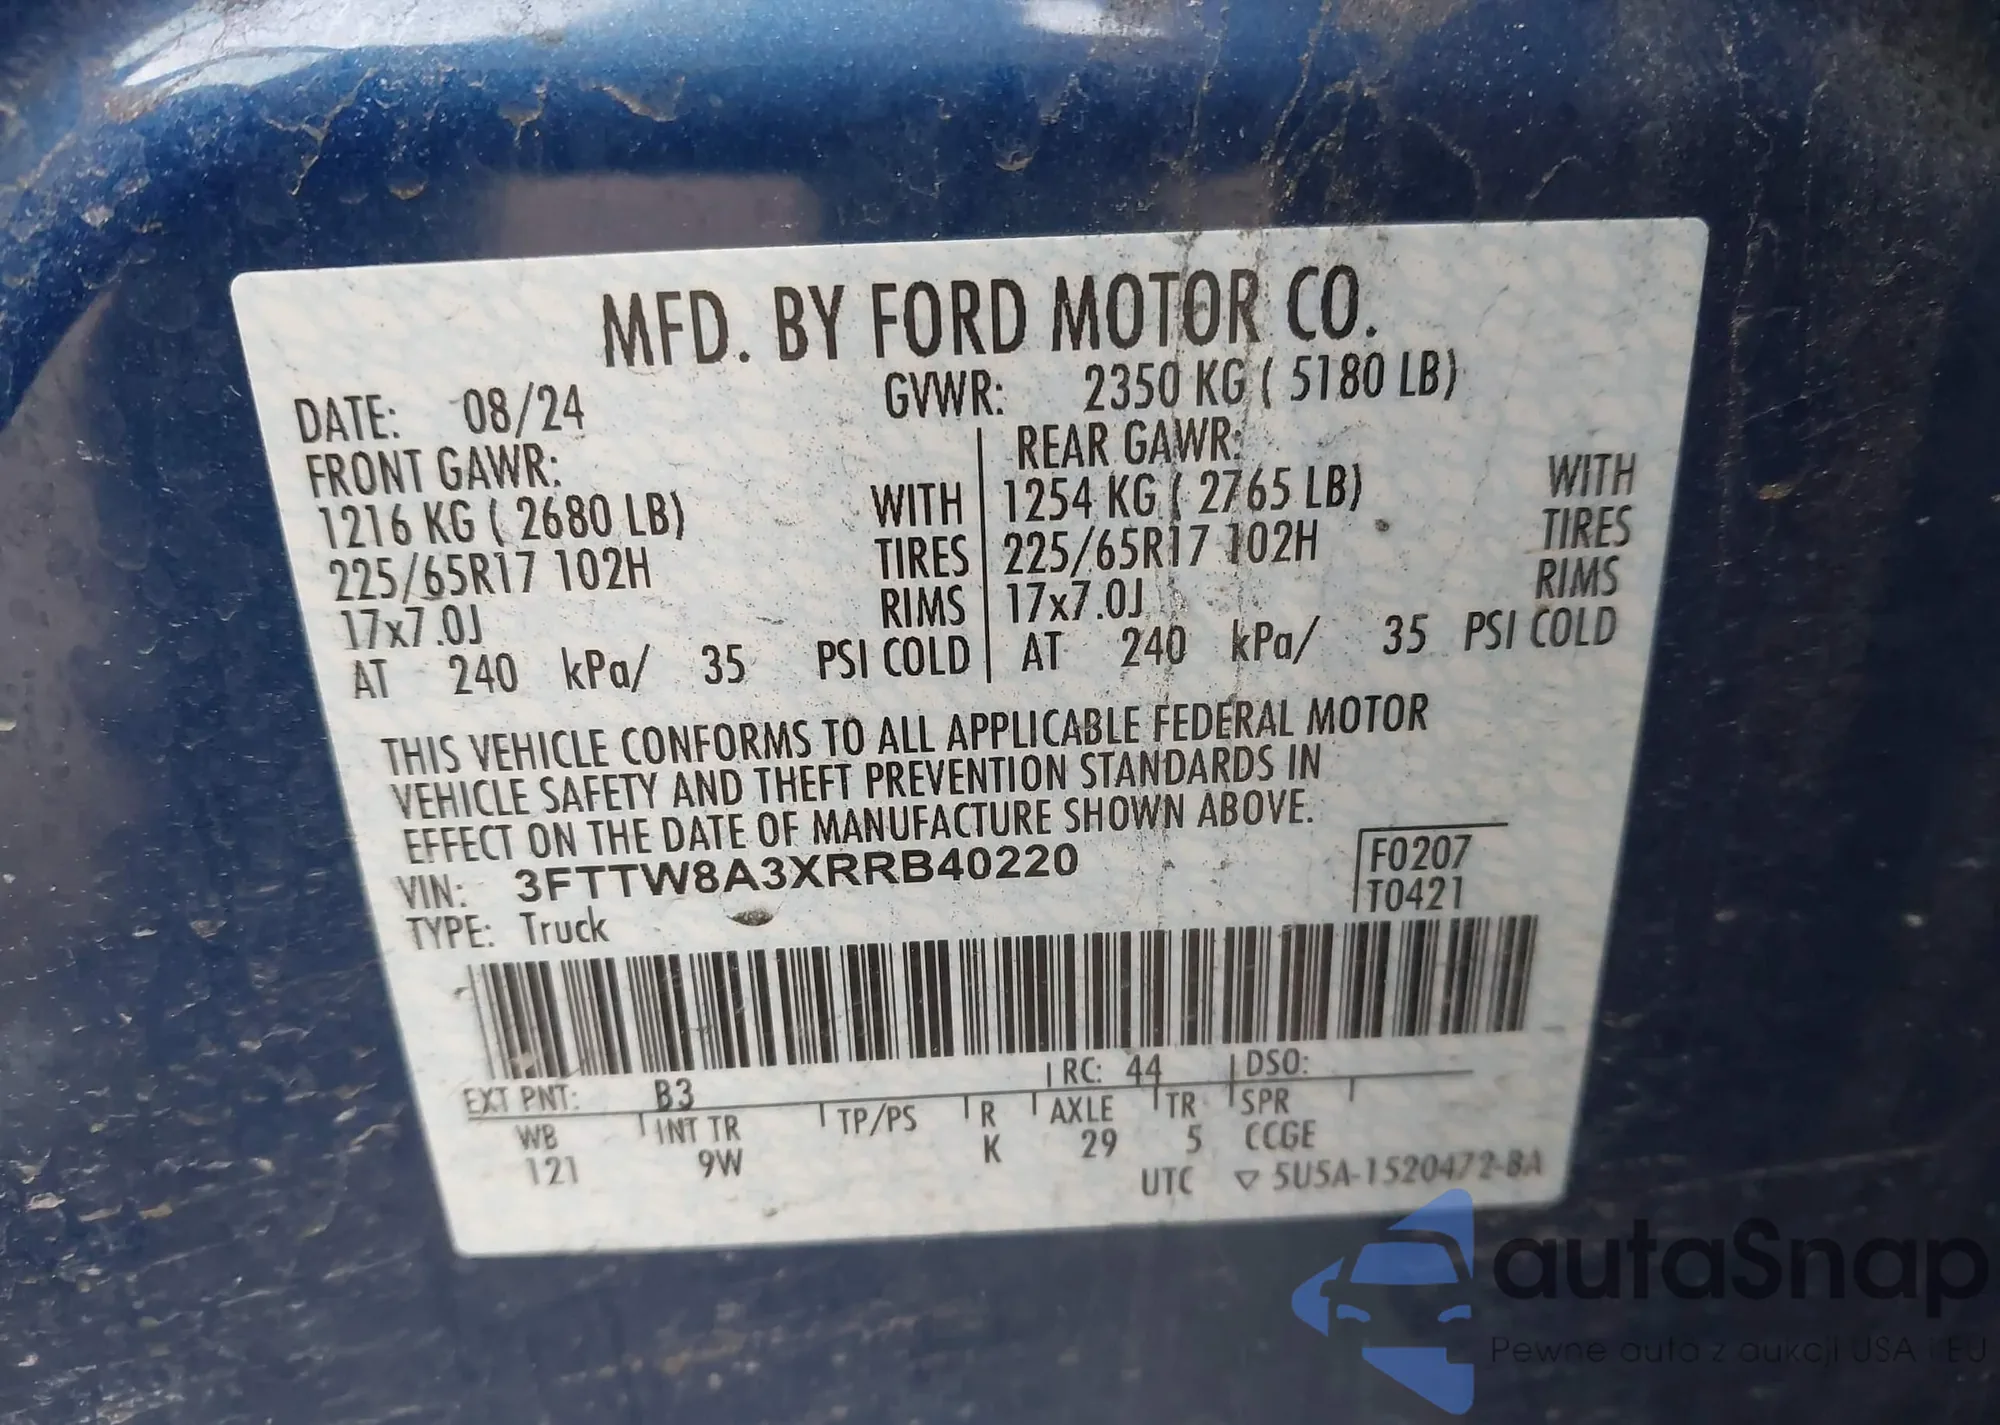 MFD. BY FORD MOTOR CO.
DATE: 08/24 GVWR: 2350 KG ( 5180 LB)
FRONT GAWR: REAR GAWR:
1216 KG ( 2680 LB) WITH 1254 KG ( 2765 LB) WITH
225/65R17 102H TIRES 225/65R17 102H TIRES
17x7.0J RIMS 17x7.0J RIMS
AT 240 kPa/ 35 PSI COLD AT 240 kPa/ 35 PSI COLD
THIS VEHICLE CONFORMS TO ALL APPLICABLE FEDERAL MOTOR
VEHICLE SAFETY AND THEFT PREVENTION STANDARDS IN
EFFECT ON THE DATE OF MANUFACTURE SHOWN ABOVE.
VIN: 3FTTW8A3XRRB40220 F0207
TYPE: Truck T0421
EXT PNT: B3 RC: 44 DSO:
WB INT TR TP/PS R AXLE TR SPR
121 9W K 29 5 CCGE
UTC ▽ 5U5A-1520472-BA
autaSnap
Pewne auta z aukcji USA i EU